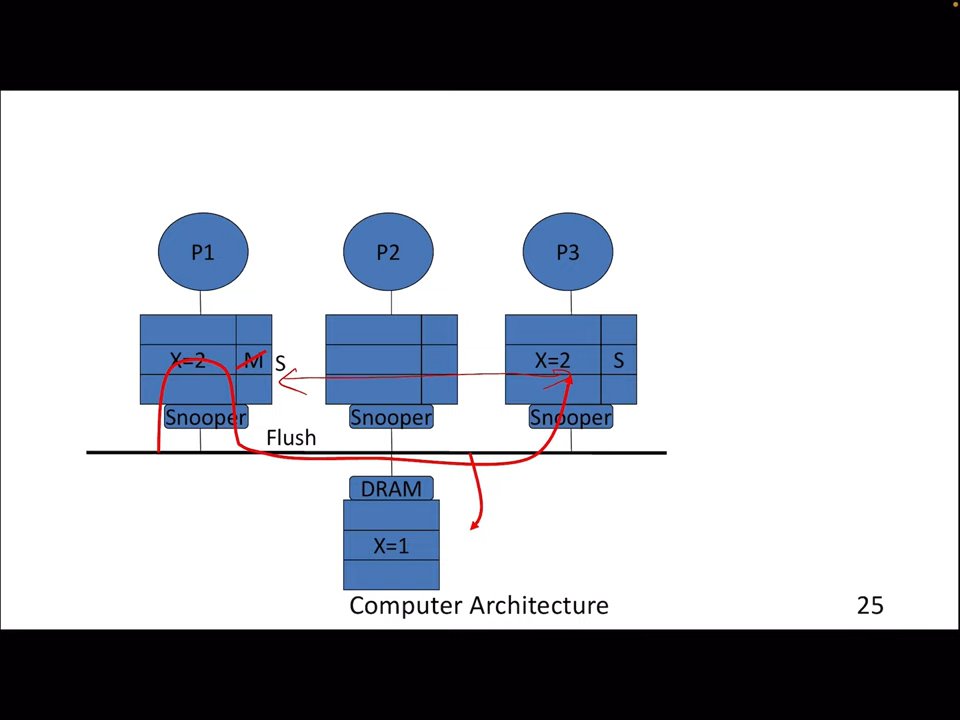 P1
P2
P3
X=2
M
S
X=2
S
Snooper
Snooper
Snooper
Flush
DRAM
X=1
Computer Architecture
25